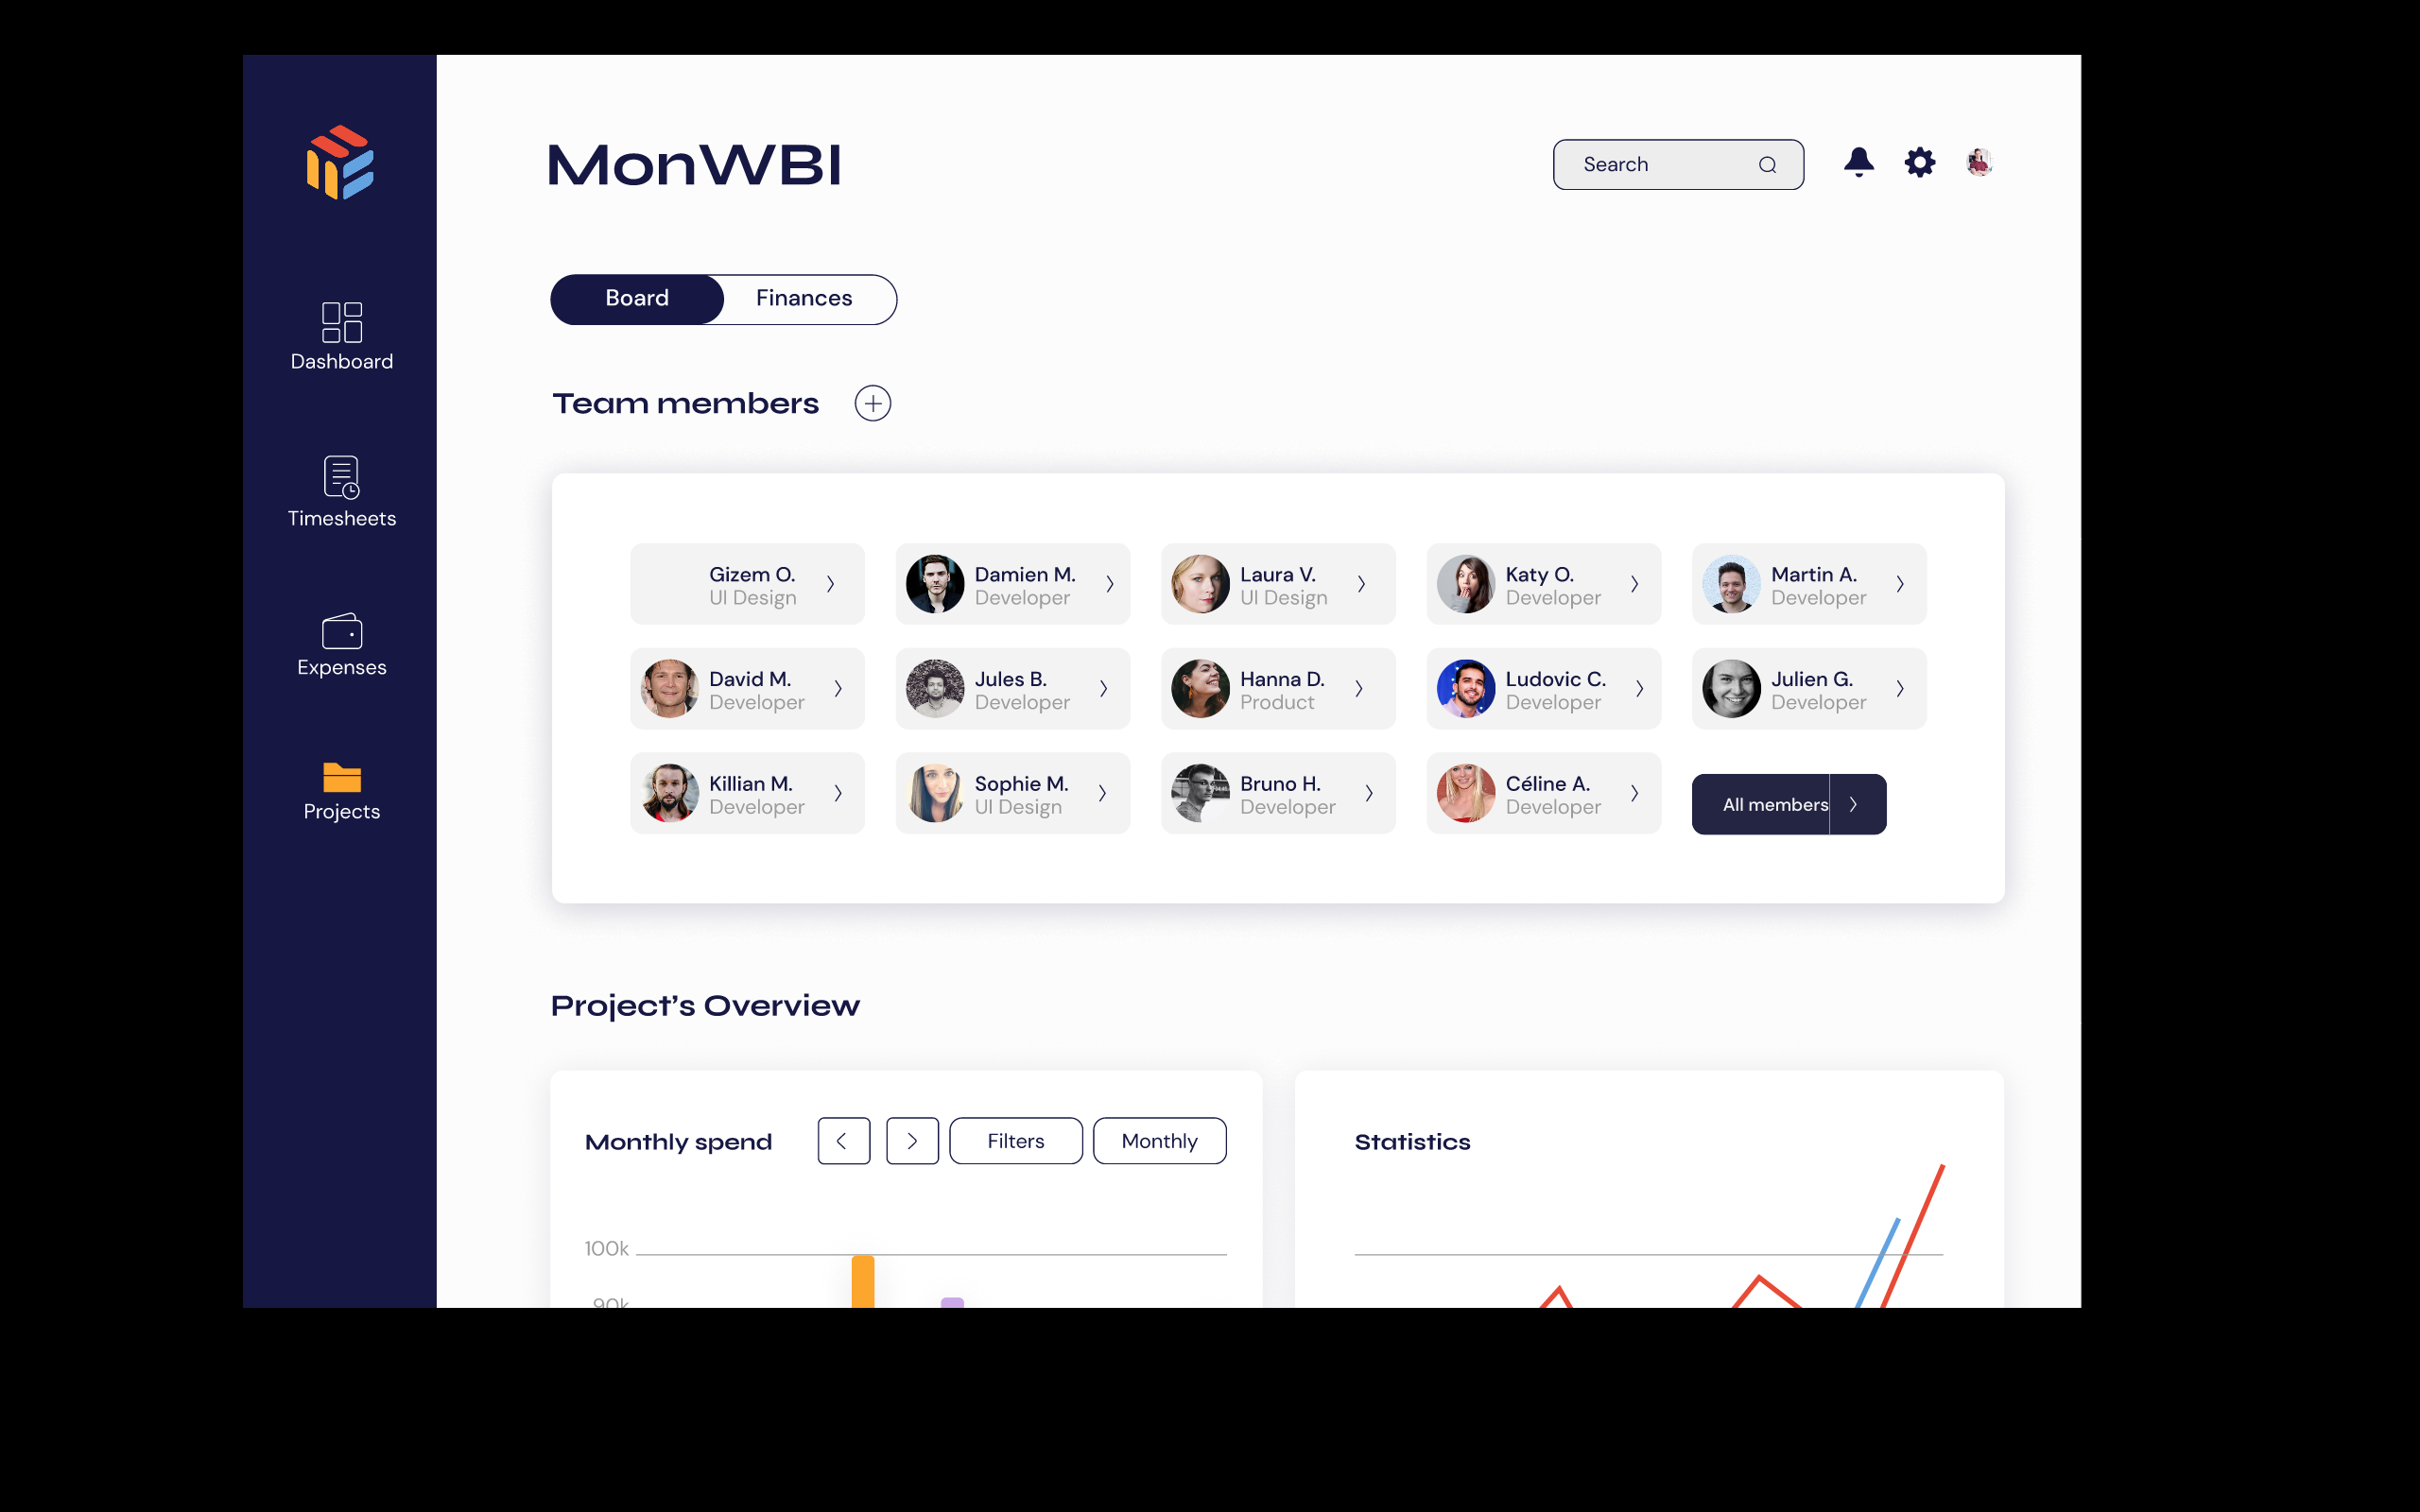 MonWBI
Search
Board
Finances
Dashboard
Timesheets
Expenses
Projects
Team members
Gizem O.
UI Design
Damien M.
Developer
Laura V.
UI Design
Katy O.
Developer
Martin A.
Developer
David M.
Developer
Jules B.
Developer
Hanna D.
Product
Ludovic C.
Developer
Julien G.
Developer
Killian M.
Developer
Sophie M.
UI Design
Bruno H.
Developer
Céline A.
Developer
All members
Project’s Overview
Monthly spend
Filters
Monthly
100k
90k
Statistics